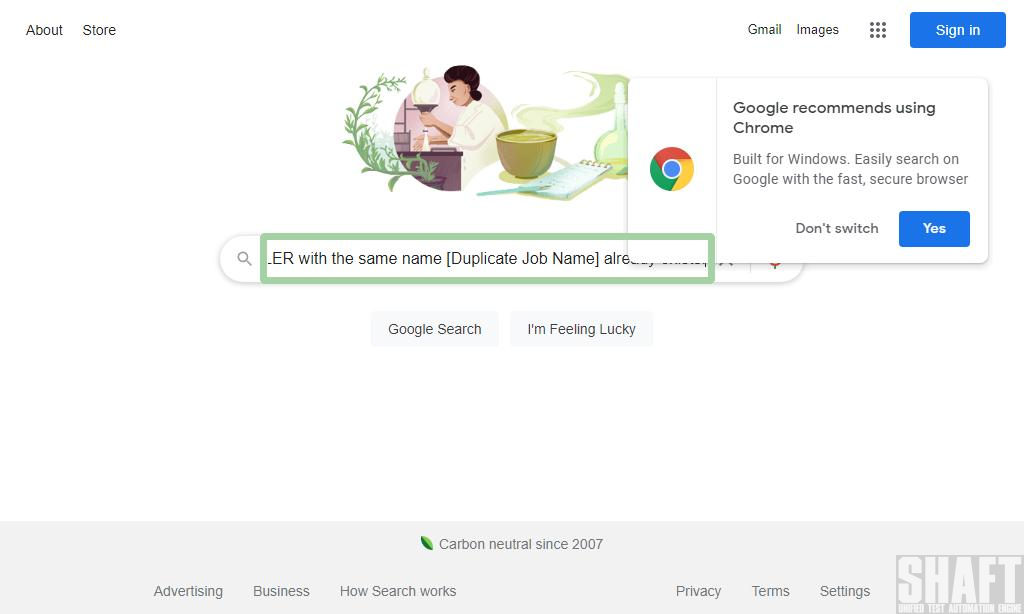 About Store Gmail Images Sign in
Google recommends using
Chrome
Built for Windows. Easily search on
Google with the fast, secure browser
Don't switch Yes
LER with the same name [Duplicate Job Name] already exists.
Google Search I'm Feeling Lucky
Carbon neutral since 2007
Advertising Business How Search works Privacy Terms Settings
SHAFT
UNIFIED TEST AUTOMATION ENGINE